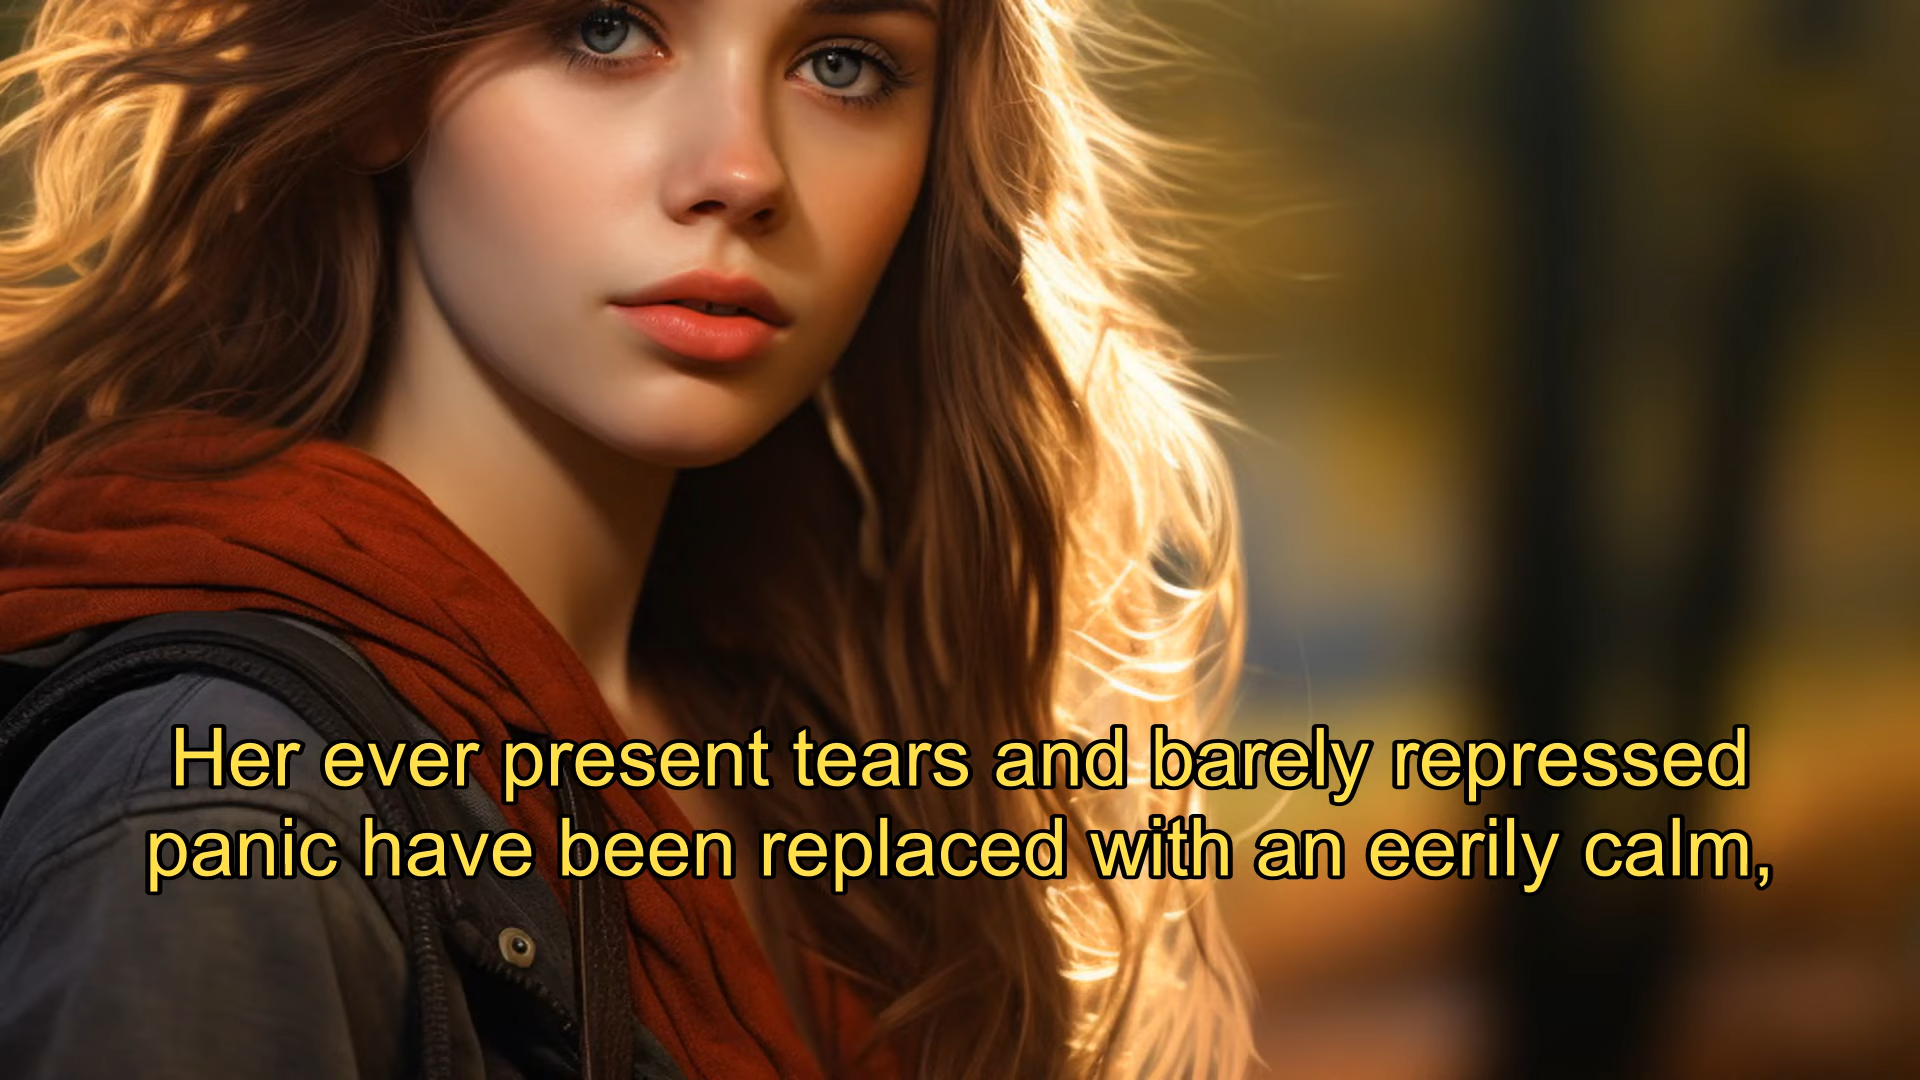 Her ever present tears and barely repressed
panic have been replaced with an eerily calm,